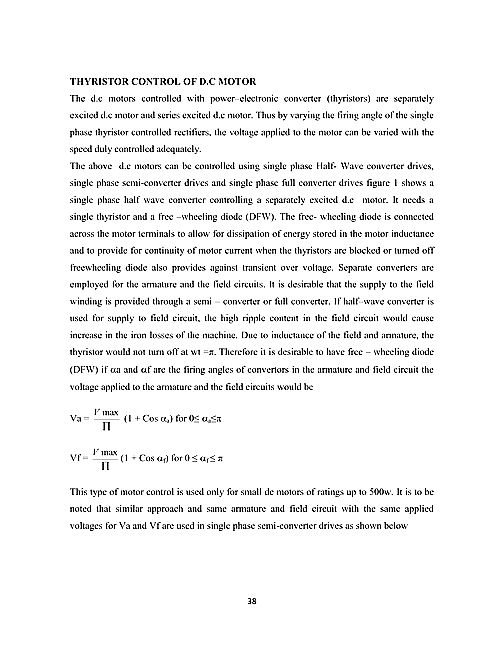 THYRISTOR CONTROL OF D.C MOTOR
The d.c motors controlled with power–electronic converter (thyristors) are separately
excited d.c motor and series excited d.c motor. Thus by varying the firing angle of the single
phase thyristor controlled rectifiers, the voltage applied to the motor can be varied with the
speed duly controlled adequately.
The above d.c motors can be controlled using single phase Half- Wave converter drives,
single phase semi-converter drives and single phase full converter drives figure 1 shows a
single phase half wave converter controlling a separately excited d.c motor. It needs a
single thyristor and a free –wheeling diode (DFW). The free- wheeling diode is connected
across the motor terminals to allow for dissipation of energy stored in the motor inductance
and to provide for continuity of motor current when the thyristors are blocked or turned off
freewheeling diode also provides against transient over voltage. Separate converters are
employed for the armature and the field circuits. It is desirable that the supply to the field
winding is provided through a semi – converter or full converter. If half–wave converter is
used for supply to field circuit, the high ripple content in the field circuit would cause
increase in the iron losses of the machine. Due to inductance of the field and armature, the
thyristor would not turn off at wt =π. Therefore it is desirable to have free – wheeling diode
(DFW) if αa and αf are the firing angles of convertors in the armature and field circuit the
voltage applied to the armature and the field circuits would be
Va = V max / Π (1 + Cos αa) for 0≤ αa≤π
Vf = V max / Π (1 + Cos αf) for 0 ≤ αf ≤ π
This type of motor control is used only for small dc motors of ratings up to 500w. It is to be
noted that similar approach and same armature and field circuit with the same applied
voltages for Va and Vf are used in single phase semi-converter drives as shown below
38